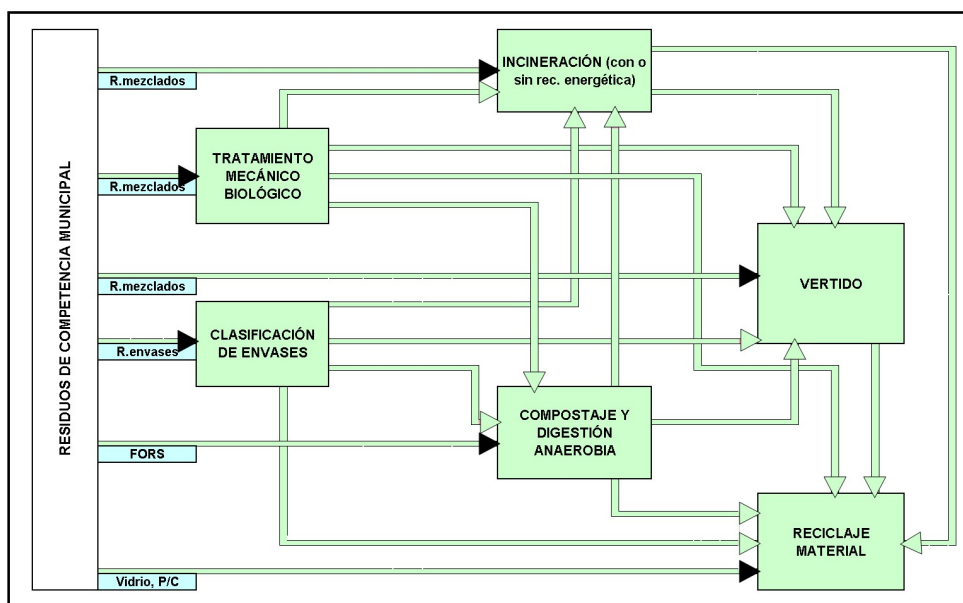 RESIDUOS DE COMPETENCIA MUNICIPAL
INCINERACIÓN (con o
sin rec. energética)
R.mezclados
TRATAMIENTO
MECÁNICO
BIOLÓGICO
R.mezclados
VERTIDO
R.mezclados
CLASIFICACIÓN
DE ENVASES
R.envases
COMPOSTAJE Y
DIGESTIÓN
ANAEROBIA
FORS
RECICLAJE
MATERIAL
Vidrio, P/C